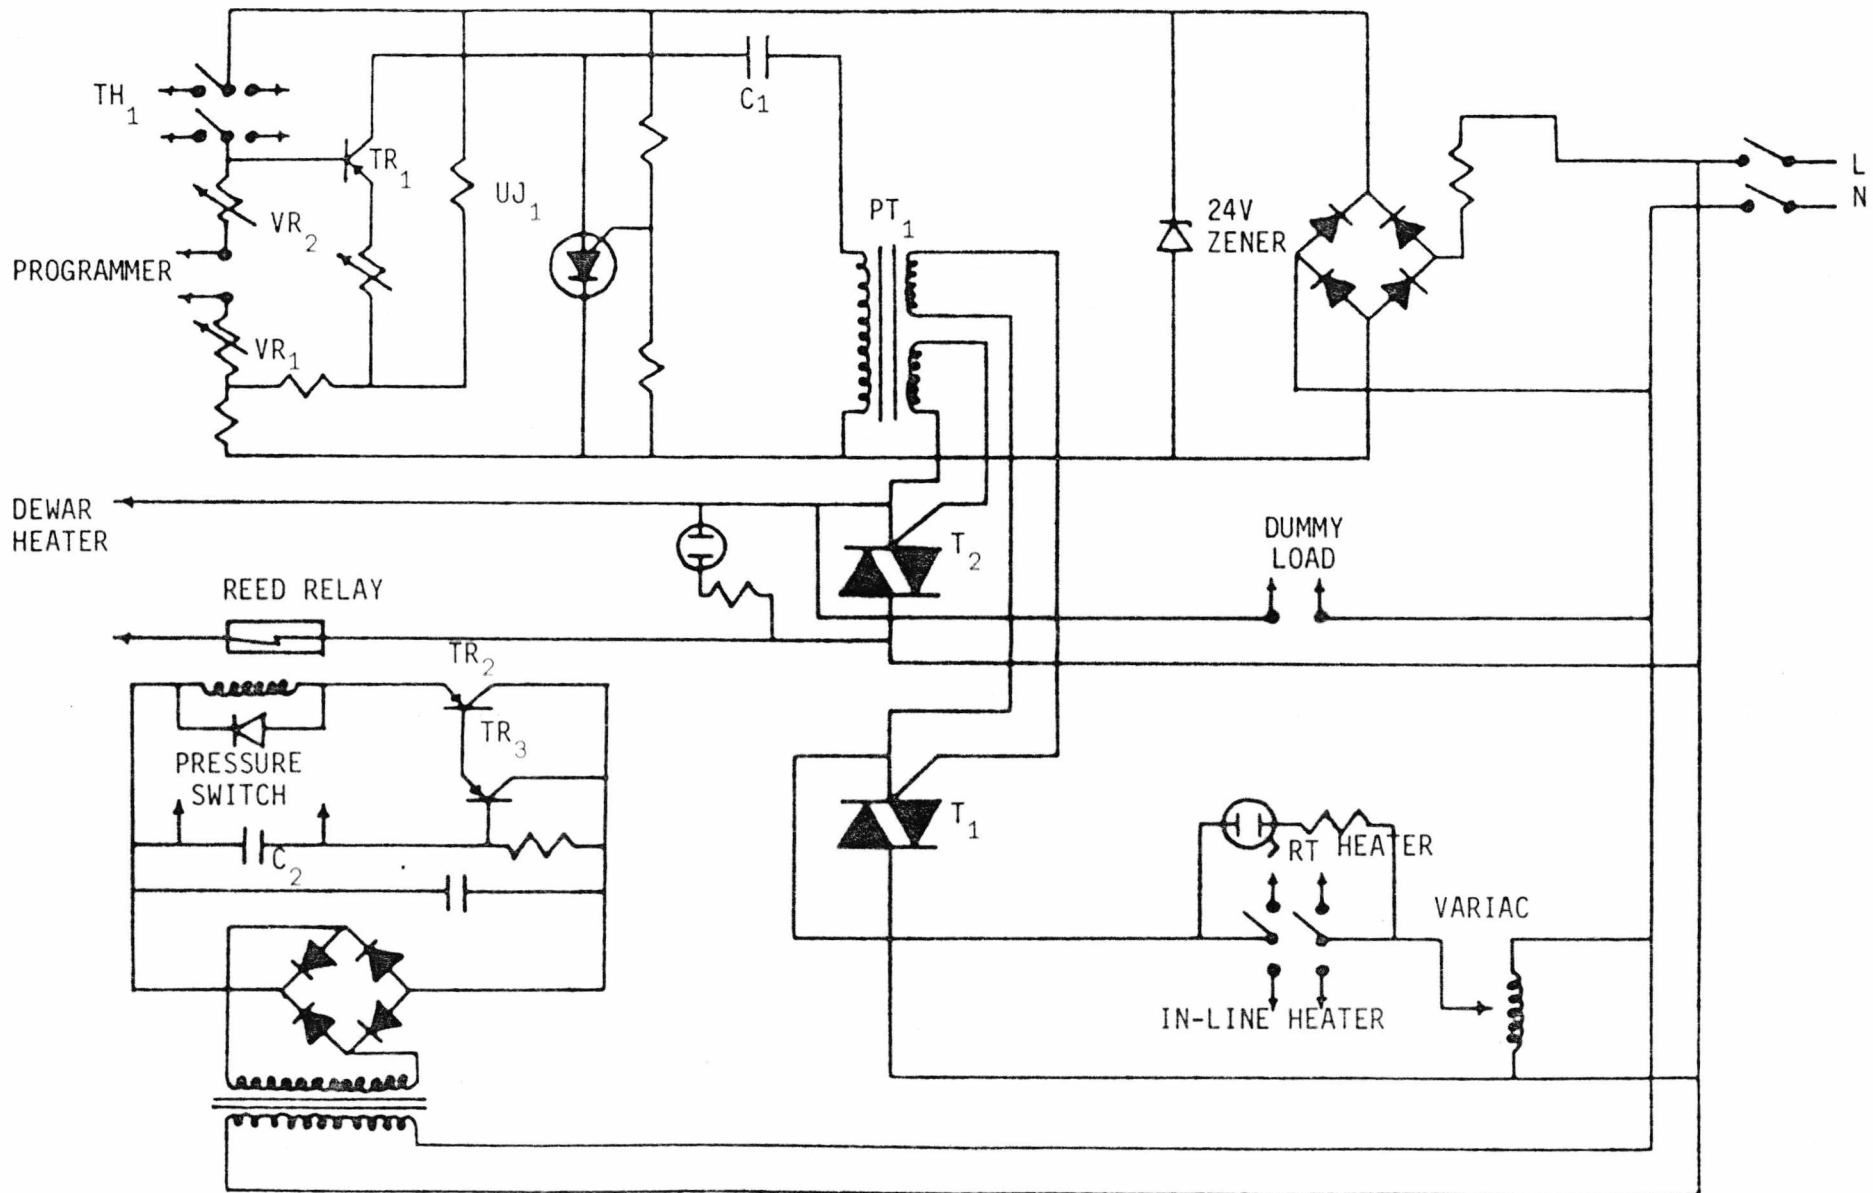 C1
L
N
TH1
TR1
UJ1
VR2
PT1
24V
ZENER
PROGRAMMER
VR1
DEWAR
HEATER
T2
DUMMY
LOAD
REED RELAY
TR2
TR3
PRESSURE
SWITCH
C2
T1
RT HEATER
VARIAC
IN-LINE HEATER